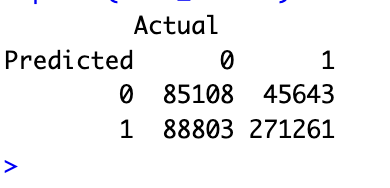 Actual
Predicted 0 1
0 85108 45643
1 88803 271261
>